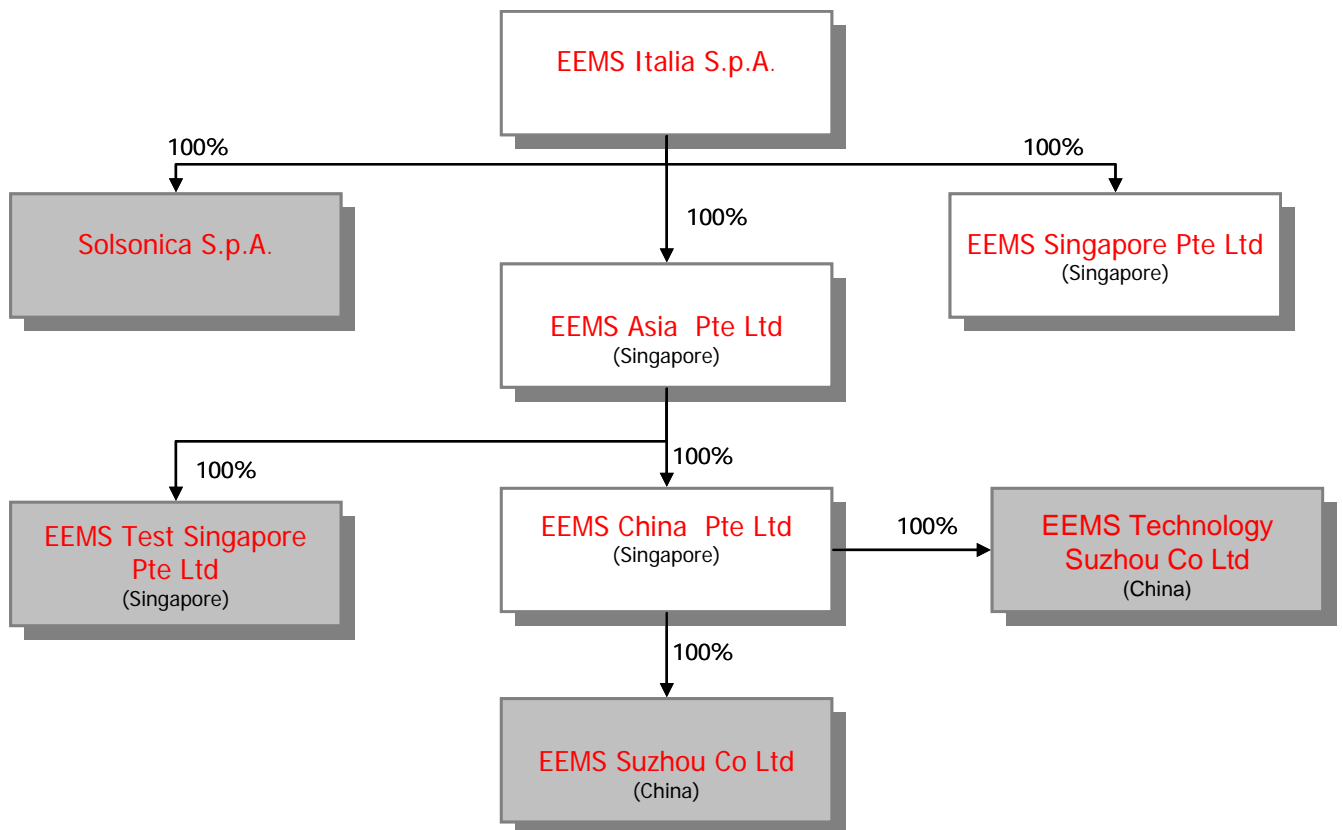 EEMS Italia S.p.A.
100%
100%
Solsonica S.p.A.
100%
EEMS Singapore Pte Ltd
(Singapore)
EEMS Asia  Pte Ltd
(Singapore)
100%
100%
EEMS Test Singapore
Pte Ltd
(Singapore)
EEMS China  Pte Ltd
(Singapore)
100%
EEMS Technology
Suzhou Co Ltd
(China)
100%
EEMS Suzhou Co Ltd
(China)